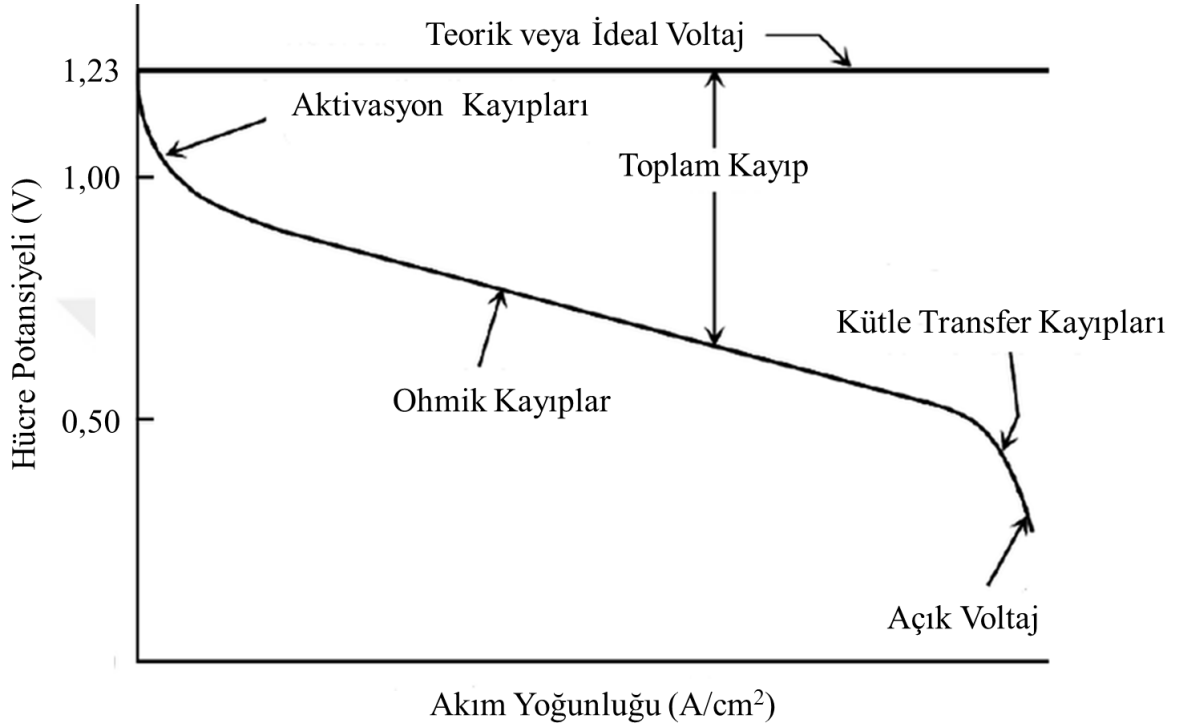 Teorik veya İdeal Voltaj
1,23
Aktivasyon Kayıpları
Toplam Kayıp
1,00
Hücre Potansiyeli (V)
Kütle Transfer Kayıpları
Ohmik Kayıplar
0,50
Açık Voltaj
Akım Yoğunluğu (A/cm²)